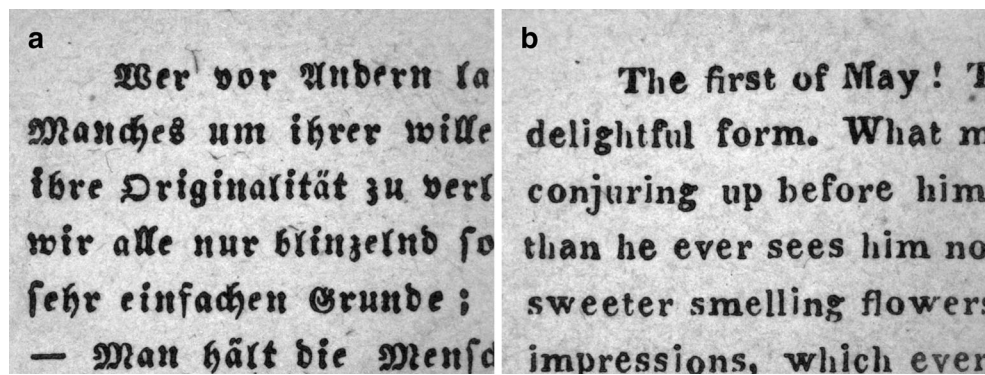 a
Wer vor Andern la
Manches um ihrer wille
ihre Originalität zu verl
wir alle nur blinzelnd ſo
ſehr einfachen Grunde ;
— Man hält die Menſc
b
The first of May ! T
delightful form. What m
conjuring up before him
than he ever sees him no
sweeter smelling flowers
impressions, which ever